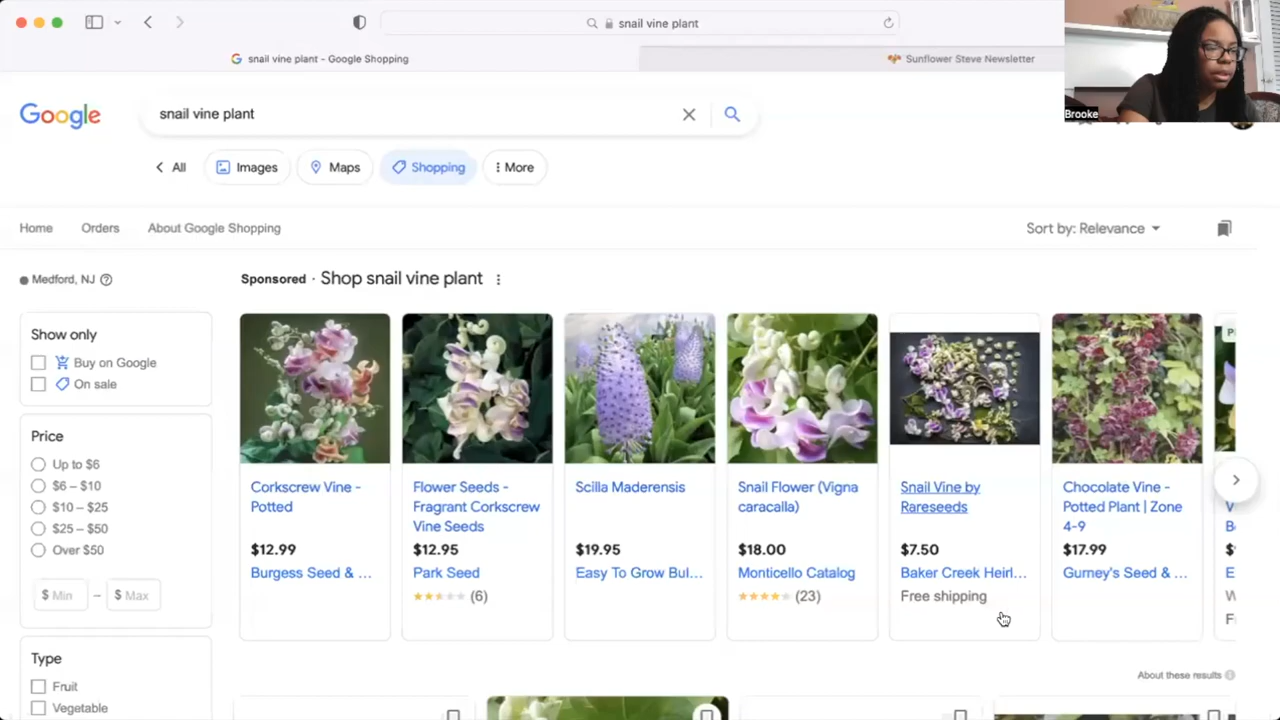 snail vine plant
snail vine plant - Google Shopping
Sunflower Steve Newsletter
Brooke
Google
snail vine plant
All
Images
Maps
Shopping
More
Home
Orders
About Google Shopping
Sort by: Relevance
Medford, NJ
Sponsored · Shop snail vine plant
Show only
Buy on Google
On sale
Price
Up to $6
$6 – $10
$10 – $25
$25 – $50
Over $50
$ Min – $ Max
Type
Fruit
Vegetable
Corkscrew Vine -
Potted
$12.99
Burgess Seed & ...
Flower Seeds -
Fragrant Corkscrew
Vine Seeds
$12.95
Park Seed
(6)
Scilla Maderensis
$19.95
Easy To Grow Bul...
Snail Flower (Vigna
caracalla)
$18.00
Monticello Catalog
(23)
Snail Vine by
Rareseeds
$7.50
Baker Creek Heirl...
Free shipping
Chocolate Vine -
Potted Plant | Zone
4-9
$17.99
Gurney's Seed & ...
About these results